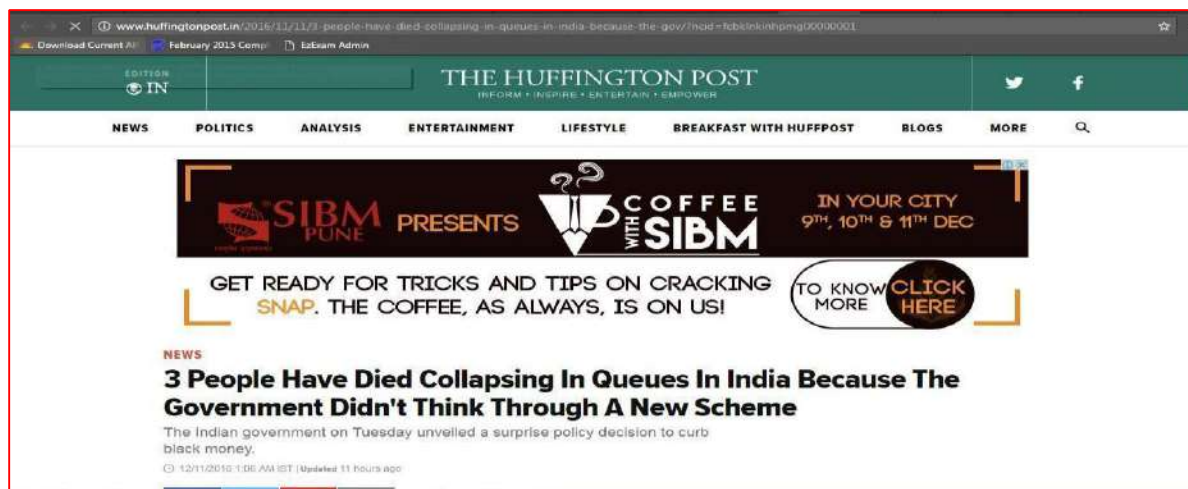 www.huffingtonpost.in/2016/11/11/3-people-have-died-collapsing-in-queues-in-india-because-the-gov/?ncid=
Download Current
February 2015
EzExam Admin
EDITION
IN
THE HUFFINGTON POST
INFORM • INSPIRE • ENTERTAIN • EMPOWER
NEWS POLITICS ANALYSIS ENTERTAINMENT LIFESTYLE BREAKFAST WITH HUFFPOST BLOGS MORE
SIBM
PUNE
PRESENTS
COFFEE
WITH
SIBM
IN YOUR CITY
9TH, 10TH & 11TH DEC
GET READY FOR TRICKS AND TIPS ON CRACKING
SNAP. THE COFFEE, AS ALWAYS, IS ON US!
TO KNOW
MORE
CLICK
HERE
NEWS
3 People Have Died Collapsing In Queues In India Because The
Government Didn't Think Through A New Scheme
The Indian government on Tuesday unveiled a surprise policy decision to curb
black money.
12/11/2016 1:06 AM IST | Updated 11 hours ago